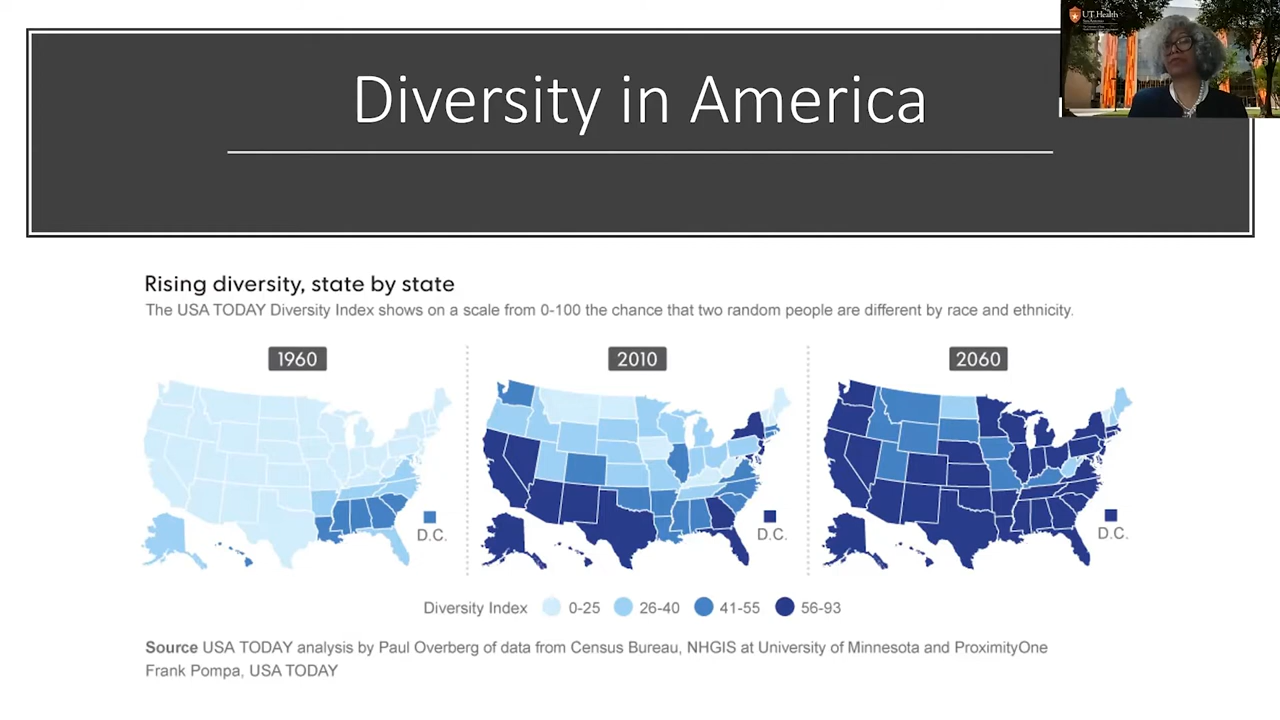 UT Health
San Antonio
Diversity in America
Rising diversity, state by state
The USA TODAY Diversity Index shows on a scale from 0-100 the chance that two random people are different by race and ethnicity.
1960
2010
2060
D.C.
D.C.
D.C.
Diversity Index 0-25 26-40 41-55 56-93
Source USA TODAY analysis by Paul Overberg of data from Census Bureau, NHGIS at University of Minnesota and ProximityOne
Frank Pompa, USA TODAY